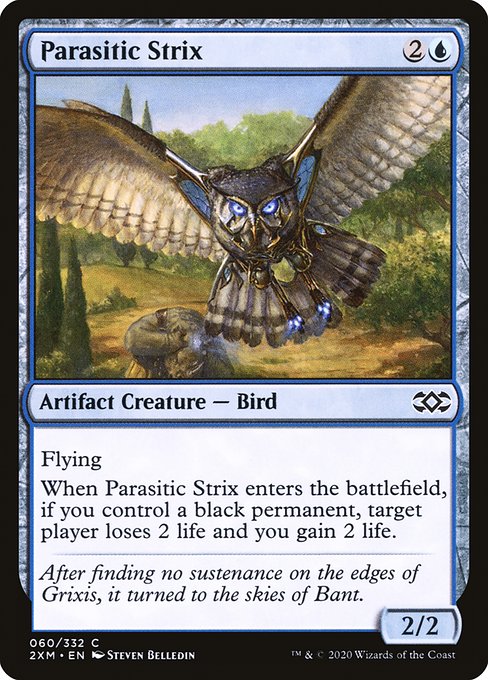 Parasitic Strix 2
Artifact Creature — Bird
Flying
When Parasitic Strix enters the battlefield,
if you control a black permanent, target
player loses 2 life and you gain 2 life.
After finding no sustenance on the edges of
Grixis, it turned to the skies of Bant.
2/2
060/332 C
2XM • EN Steven Belledin
™ & © 2020 Wizards of the Coast